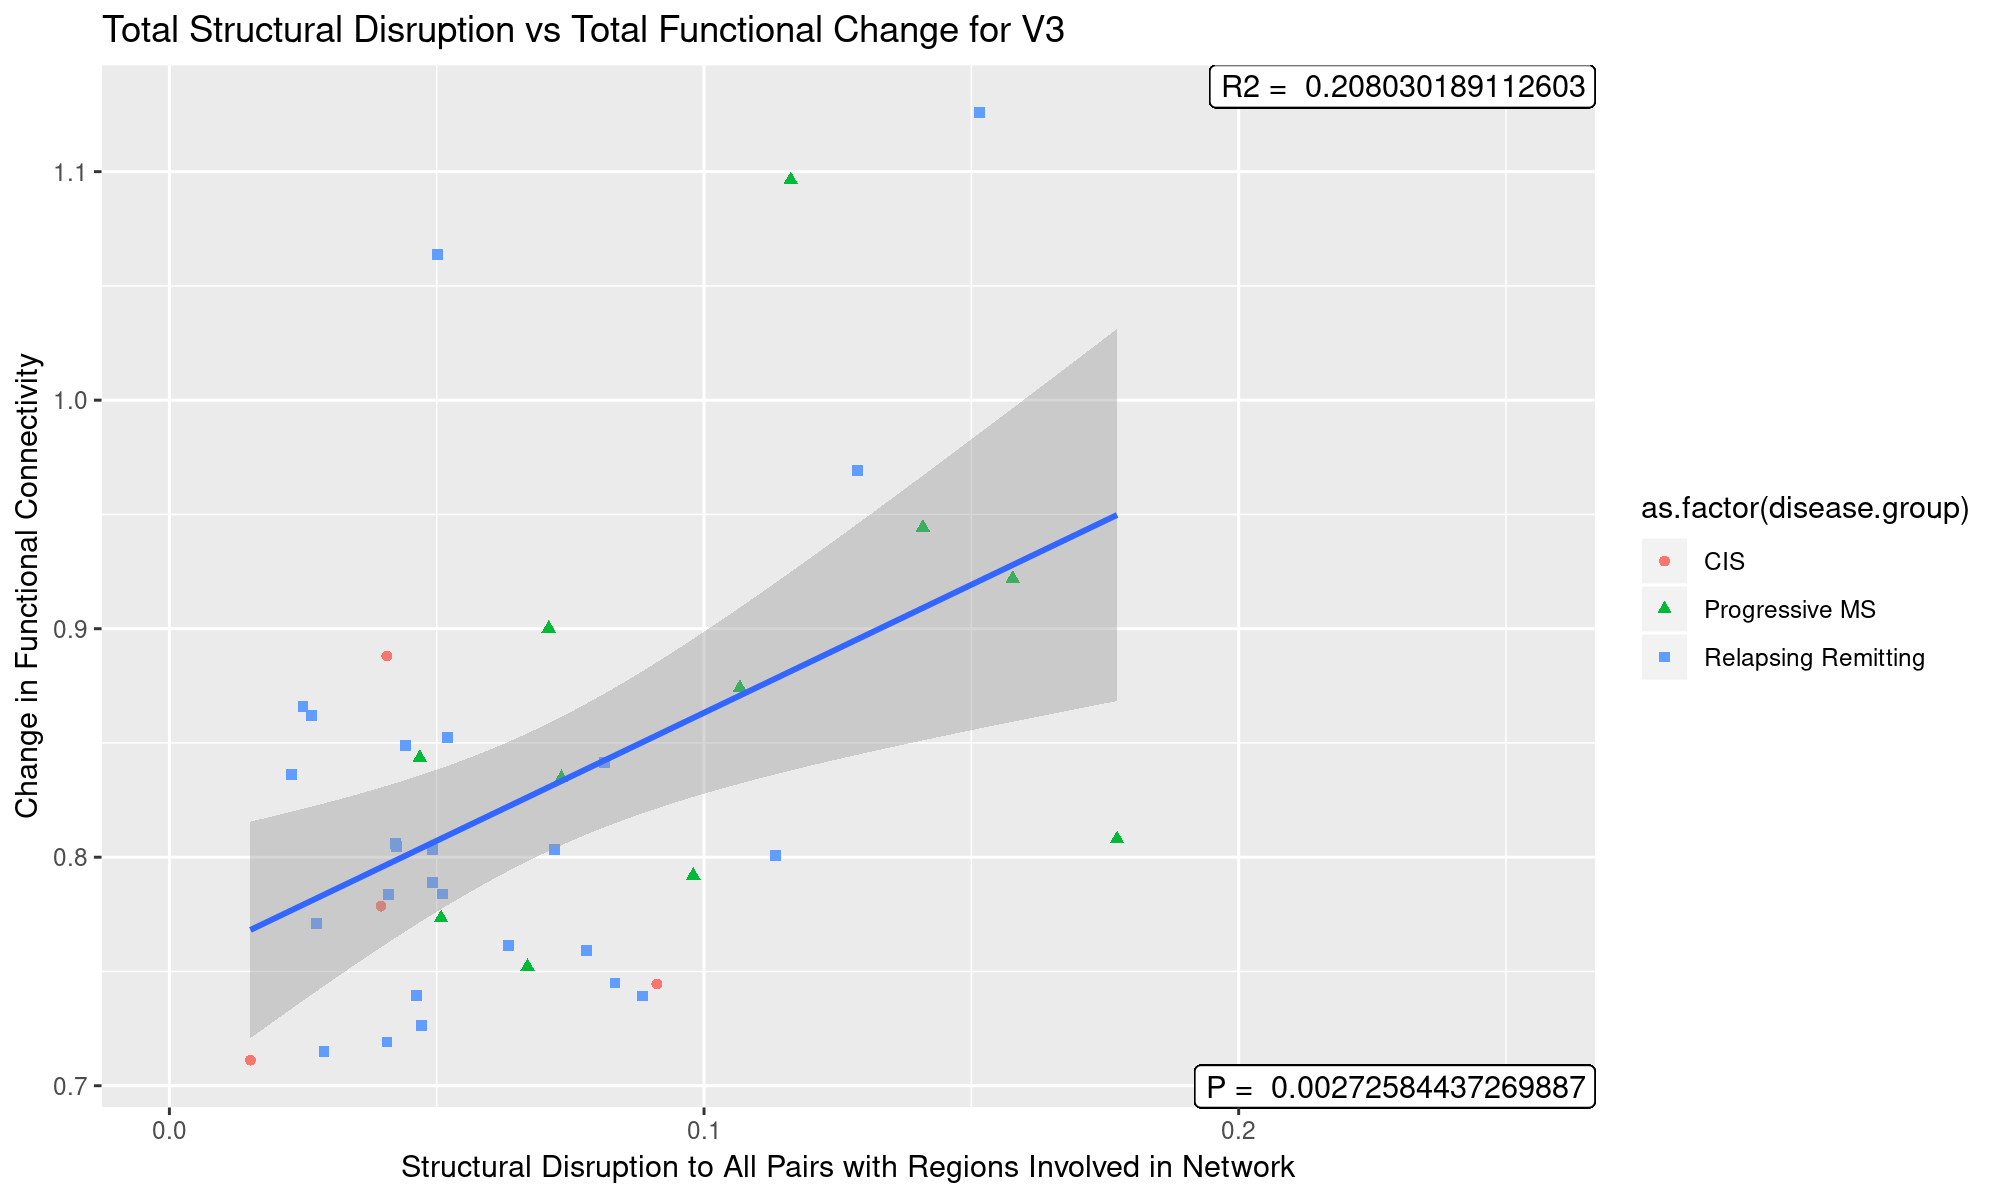 Total Structural Disruption vs Total Functional Change for V3
R2 =  0.208030189112603
1.1
1.0
0.9
0.8
0.7
Change in Functional Connectivity
as.factor(disease.group)
CIS
Progressive MS
Relapsing Remitting
P =  0.00272584437269887
0.0
0.1
0.2
Structural Disruption to All Pairs with Regions Involved in Network